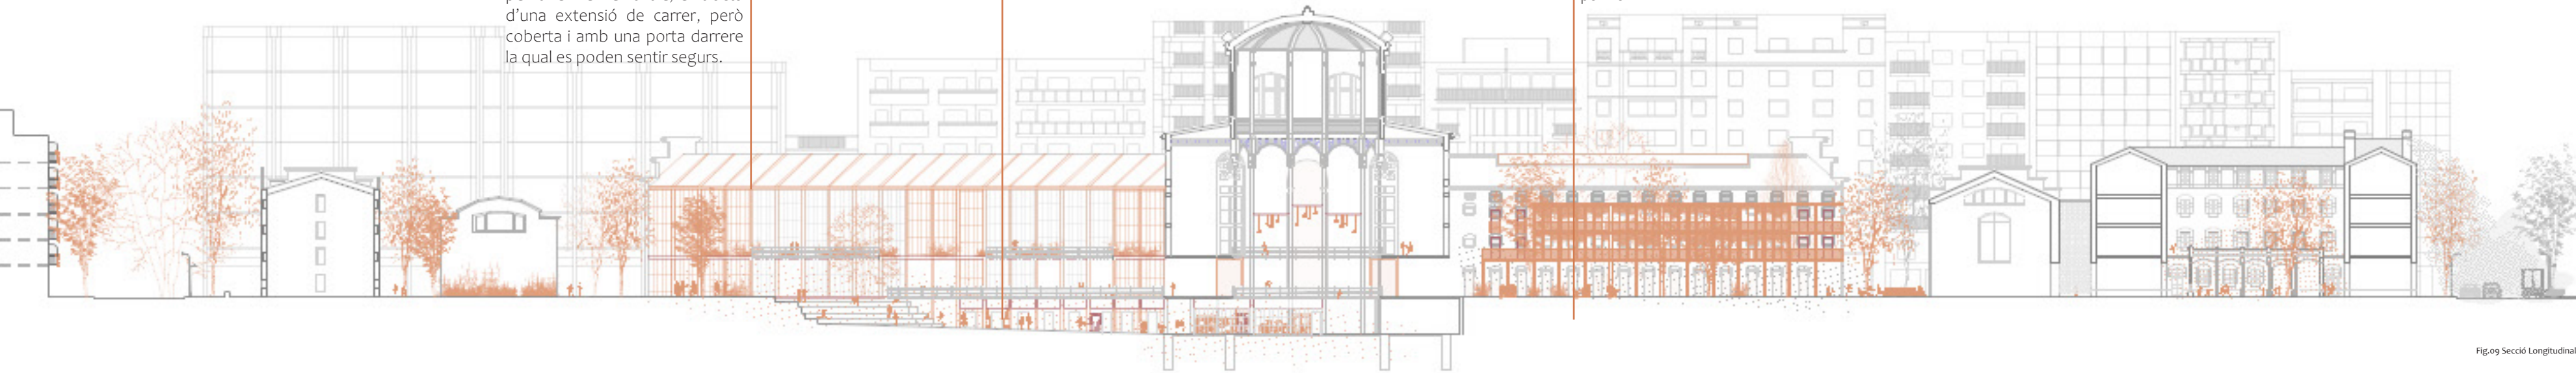 d’una extensió de carrer, però
coberta i amb una porta darrere
la qual es poden sentir segurs.
Fig.09 Secció Longitudinal